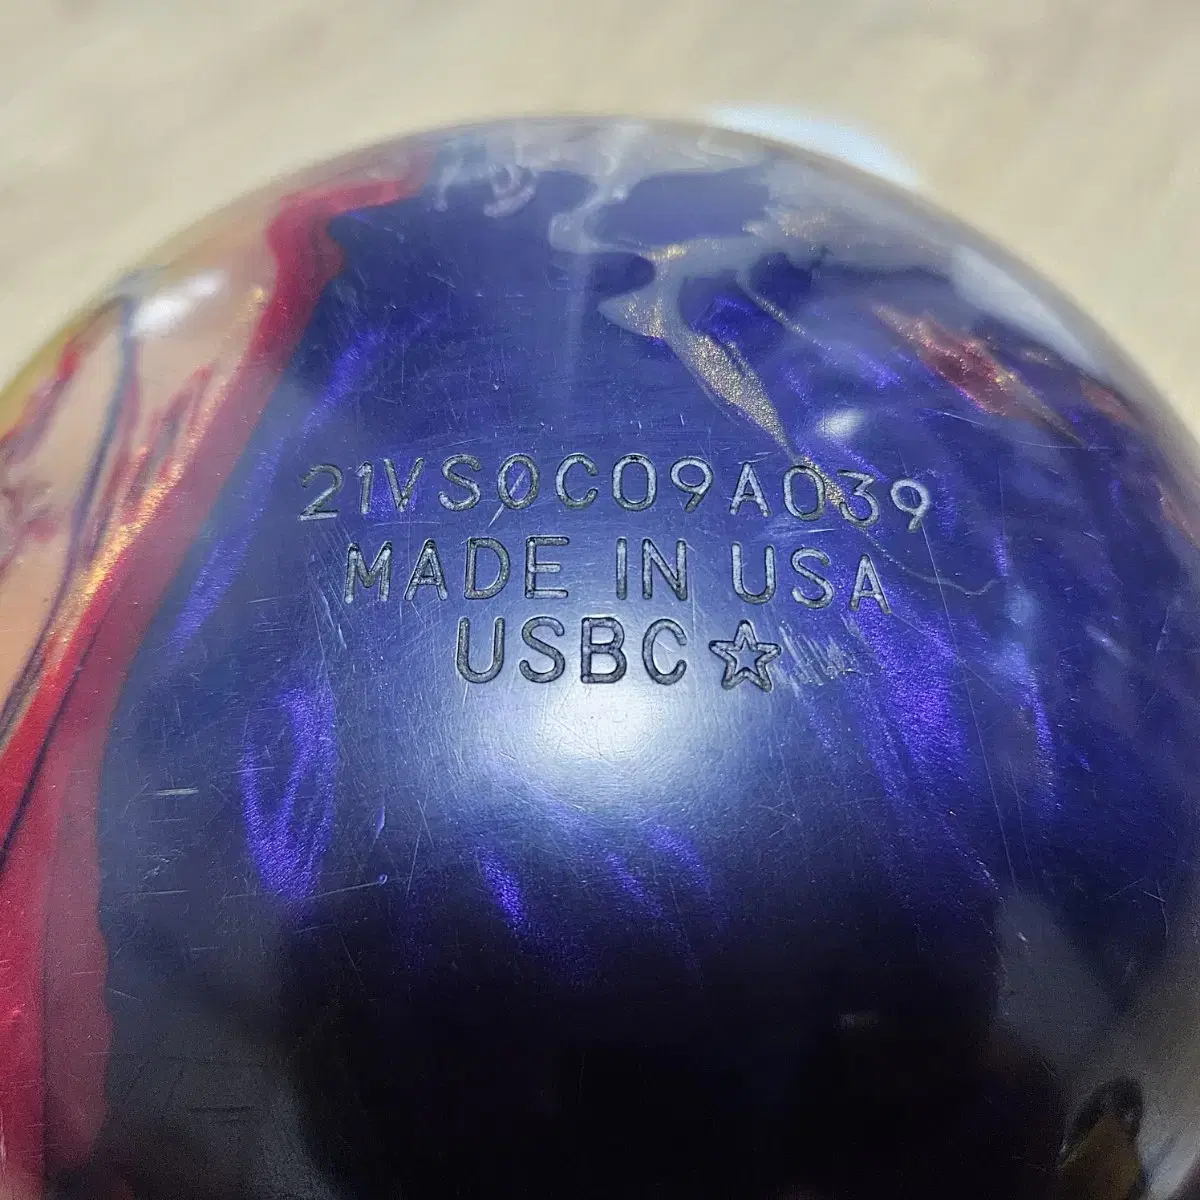 21VS0C09A039
MADE IN USA
USBC☆